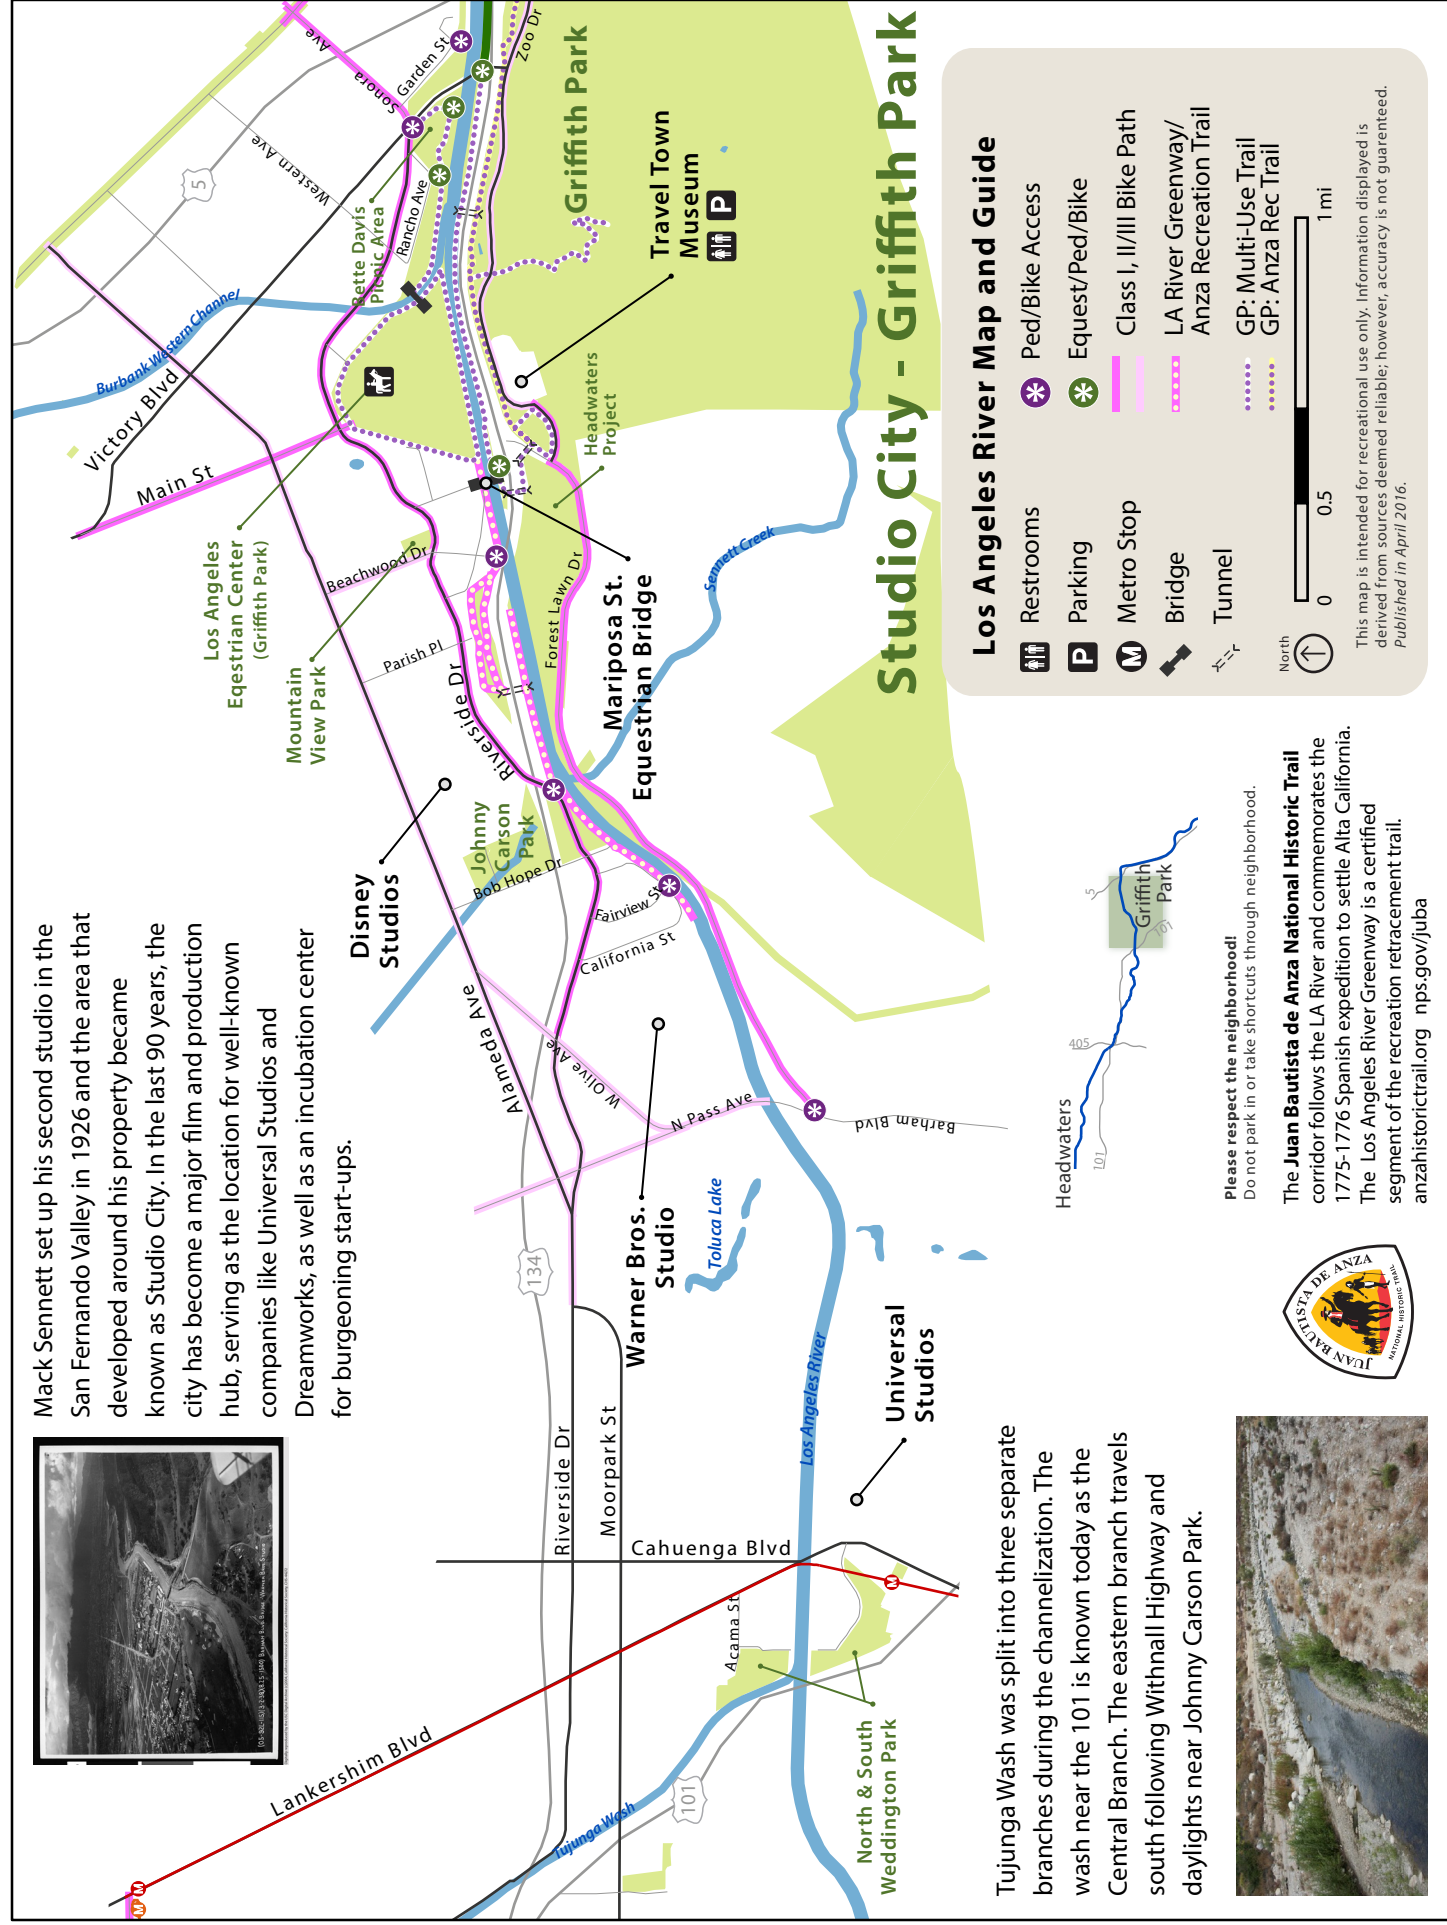 Mack Sennett set up his second studio in the
San Fernando Valley in 1926 and the area that
developed around his property became
known as Studio City. In the last 90 years, the
city has become a major film and production
hub, serving as the location for well-known
companies like Universal Studios and
Dreamworks, as well as an incubation center
for burgeoning start-ups.
Lankershim Blvd
M
M
Tujunga Wash
101
Riverside Dr
Moorpark St
Cahuenga Blvd
134
Acama St
M
North & South
Weddington Park
Universal
Studios
Los Angeles River
Toluca Lake
Warner Bros.
Studio
N Pass Ave
Barham Blvd
W Olive Ave
Alameda Ave
California St
Fairview St
Bob Hope Dr
Johnny
Carson
Park
Disney
Studios
Riverside Dr
Parish Pl
Beachwood Dr
Mountain
View Park
Los Angeles
Eqestrian Center
(Griffith Park)
Main St
Victory Blvd
Burbank Western Channel
Mariposa St.
Equestrian Bridge
Forest Lawn Dr
Sennett Creek
Headwaters
Project
Travel Town
Museum
P
Griffith Park
Bette Davis
Picnic Area
Rancho Ave
Western Ave
5
Sonora
Ave
Garden St
Zoo Dr
Studio City - Griffith Park
Los Angeles River Map and Guide
Restrooms
P Parking
M Metro Stop
Bridge
Tunnel
Ped/Bike Access
Equest/Ped/Bike
Class I, II/III Bike Path
LA River Greenway/
Anza Recreation Trail
GP: Multi-Use Trail
GP: Anza Rec Trail
North
0 0.5 1 mi
This map is intended for recreational use only. Information displayed is
derived from sources deemed reliable; however, accuracy is not guarenteed.
Published in April 2016.
Tujunga Wash was split into three separate
branches during the channelization. The
wash near the 101 is known today as the
Central Branch. The eastern branch travels
south following Withnall Highway and
daylights near Johnny Carson Park.
Headwaters
101
405
101
5
Griffith
Park
Please respect the neighborhood!
Do not park in or take shortcuts through neighborhood.
The Juan Bautista de Anza National Historic Trail
corridor follows the LA River and commemorates the
1775-1776 Spanish expedition to settle Alta California.
The Los Angeles River Greenway is a certified
segment of the recreation retracement trail.
anzahistorictrail.org nps.gov/juba
JUAN BAUTISTA DE ANZA
NATIONAL HISTORIC TRAIL